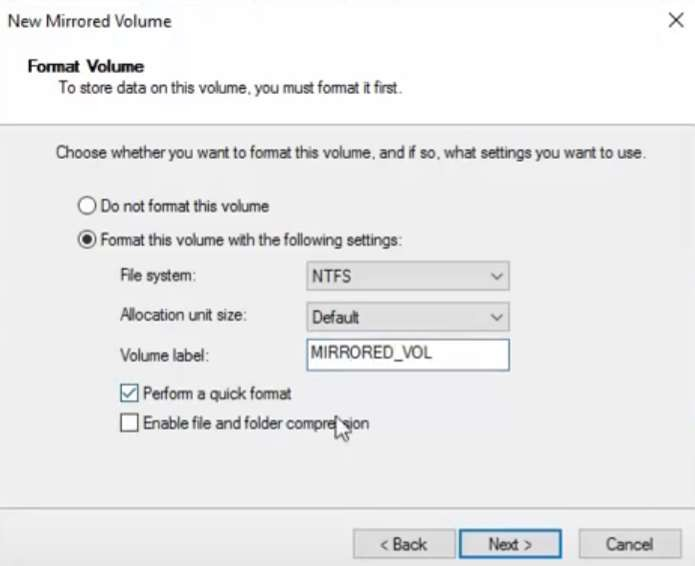 New Mirrored Volume
Format Volume
To store data on this volume, you must format it first.
Choose whether you want to format this volume, and if so, what settings you want to use.
Do not format this volume
Format this volume with the following settings:
File system: NTFS
Allocation unit size: Default
Volume label: MIRRORED_VOL
Perform a quick format
Enable file and folder compression
< Back Next > Cancel